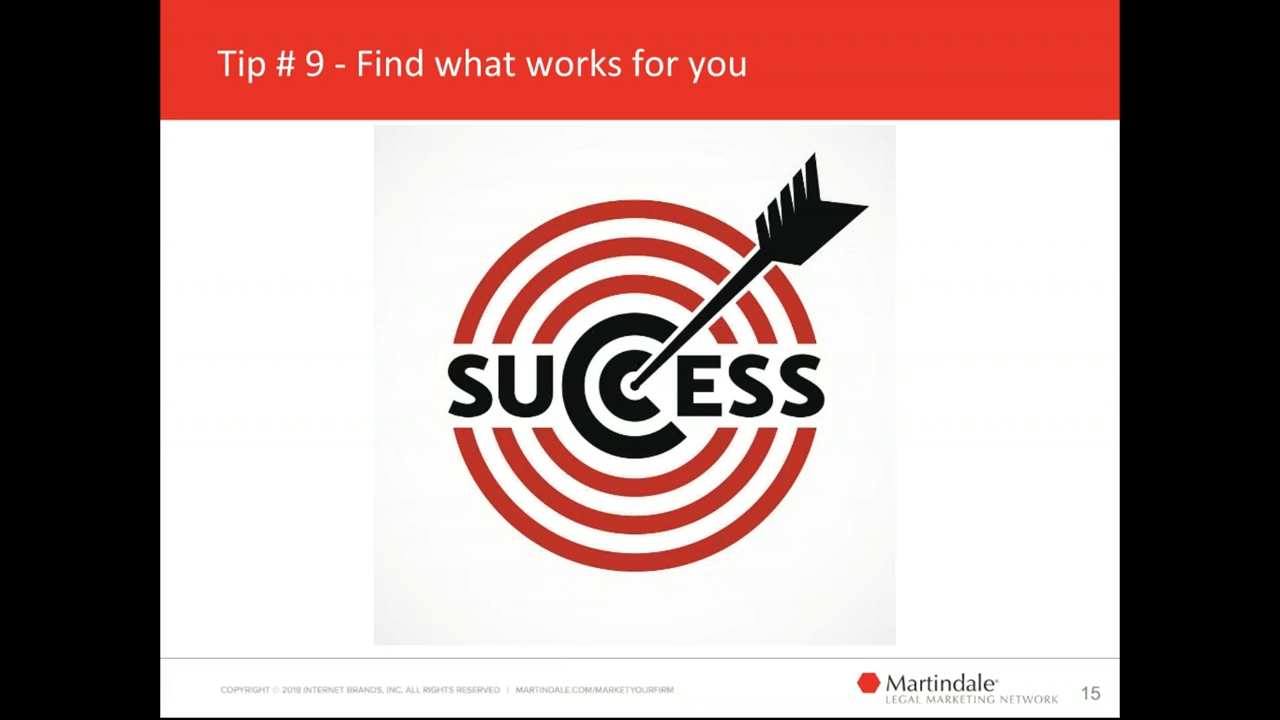 Tip # 9 - Find what works for you
SUCCESS
COPYRIGHT © 2018 INTERNET BRANDS, INC. ALL RIGHTS RESERVED | MARTINDALE.COM/MARKETYOURFIRM
Martindale®
LEGAL MARKETING NETWORK
15